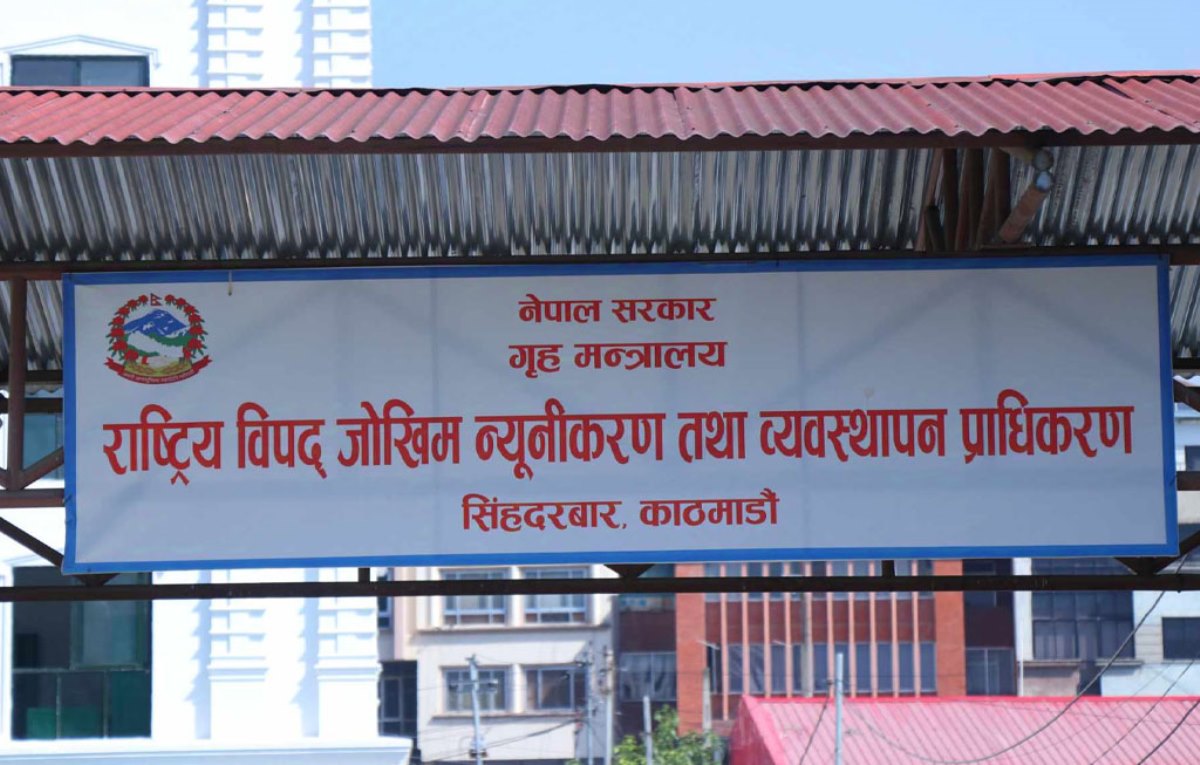 नेपाल सरकार
गृह मन्त्रालय
राष्ट्रिय विपद् जोखिम न्यूनीकरण तथा व्यवस्थापन प्राधिकरण
सिंहदरबार, काठमाडौं